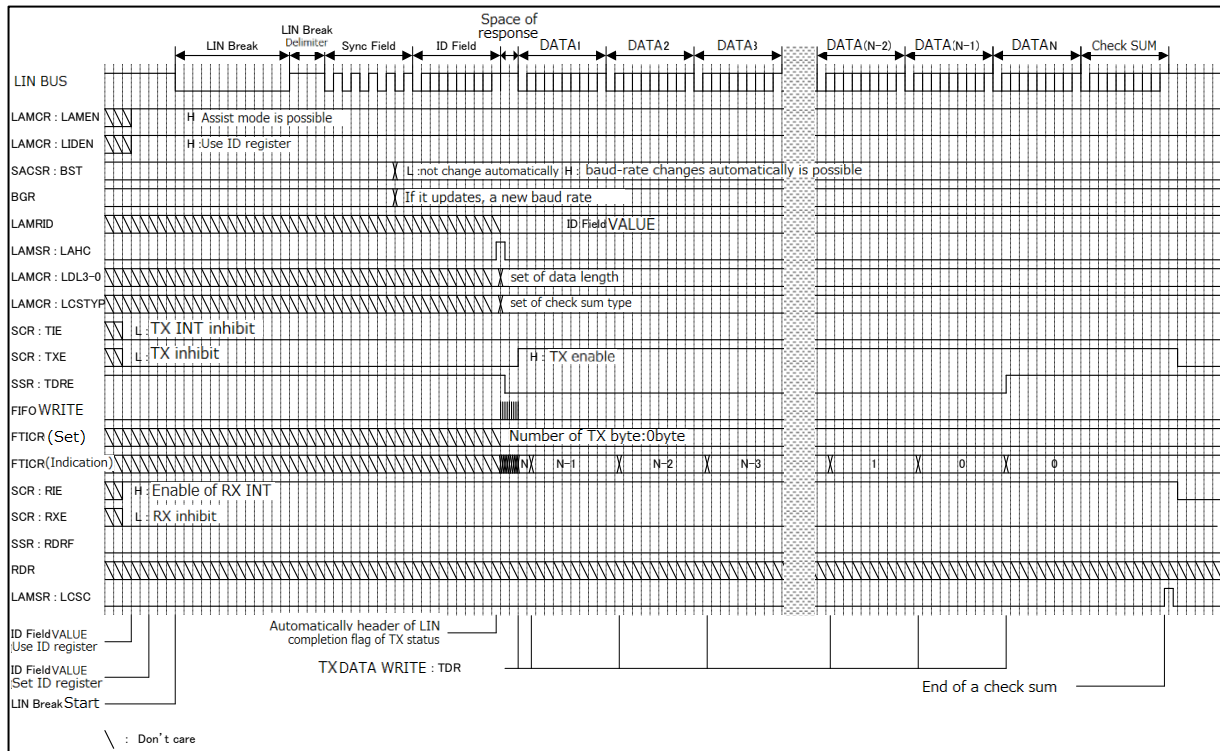 Space of
response
LIN Break
LIN Break
Delimiter
Sync Field
ID Field
DATA1
DATA2
DATA3
DATA(N-2)
DATA(N-1)
DATAN
Check SUM
LIN BUS
LAMCR : LAMEN
H Assist mode is possible
LAMCR : LIDEN
H :Use ID register
SACSR : BST
L :not change automatically H : baud-rate changes automatically is possible
BGR
If it updates, a new baud rate
LAMRID
ID Field VALUE
LAMSR : LAHC
LAMCR : LDL3-0
set of data length
LAMCR : LCSTYP
set of check sum type
SCR : TIE
L : TX INT inhibit
SCR : TXE
L : TX inhibit
H : TX enable
SSR : TDRE
FIFO WRITE
FTICR (Set)
Number of TX byte:0byte
FTICR(Indication)
N
N-1
N-2
N-3
1
0
0
SCR : RIE
H : Enable of RX INT
SCR : RXE
L : RX inhibit
SSR : RDRF
RDR
LAMSR : LCSC
ID Field VALUE
:Use ID register
ID Field VALUE
:Set ID register
LIN Break Start
Automatically header of LIN
completion flag of TX status
TXDATA WRITE : TDR
End of a check sum
\ : Don't care